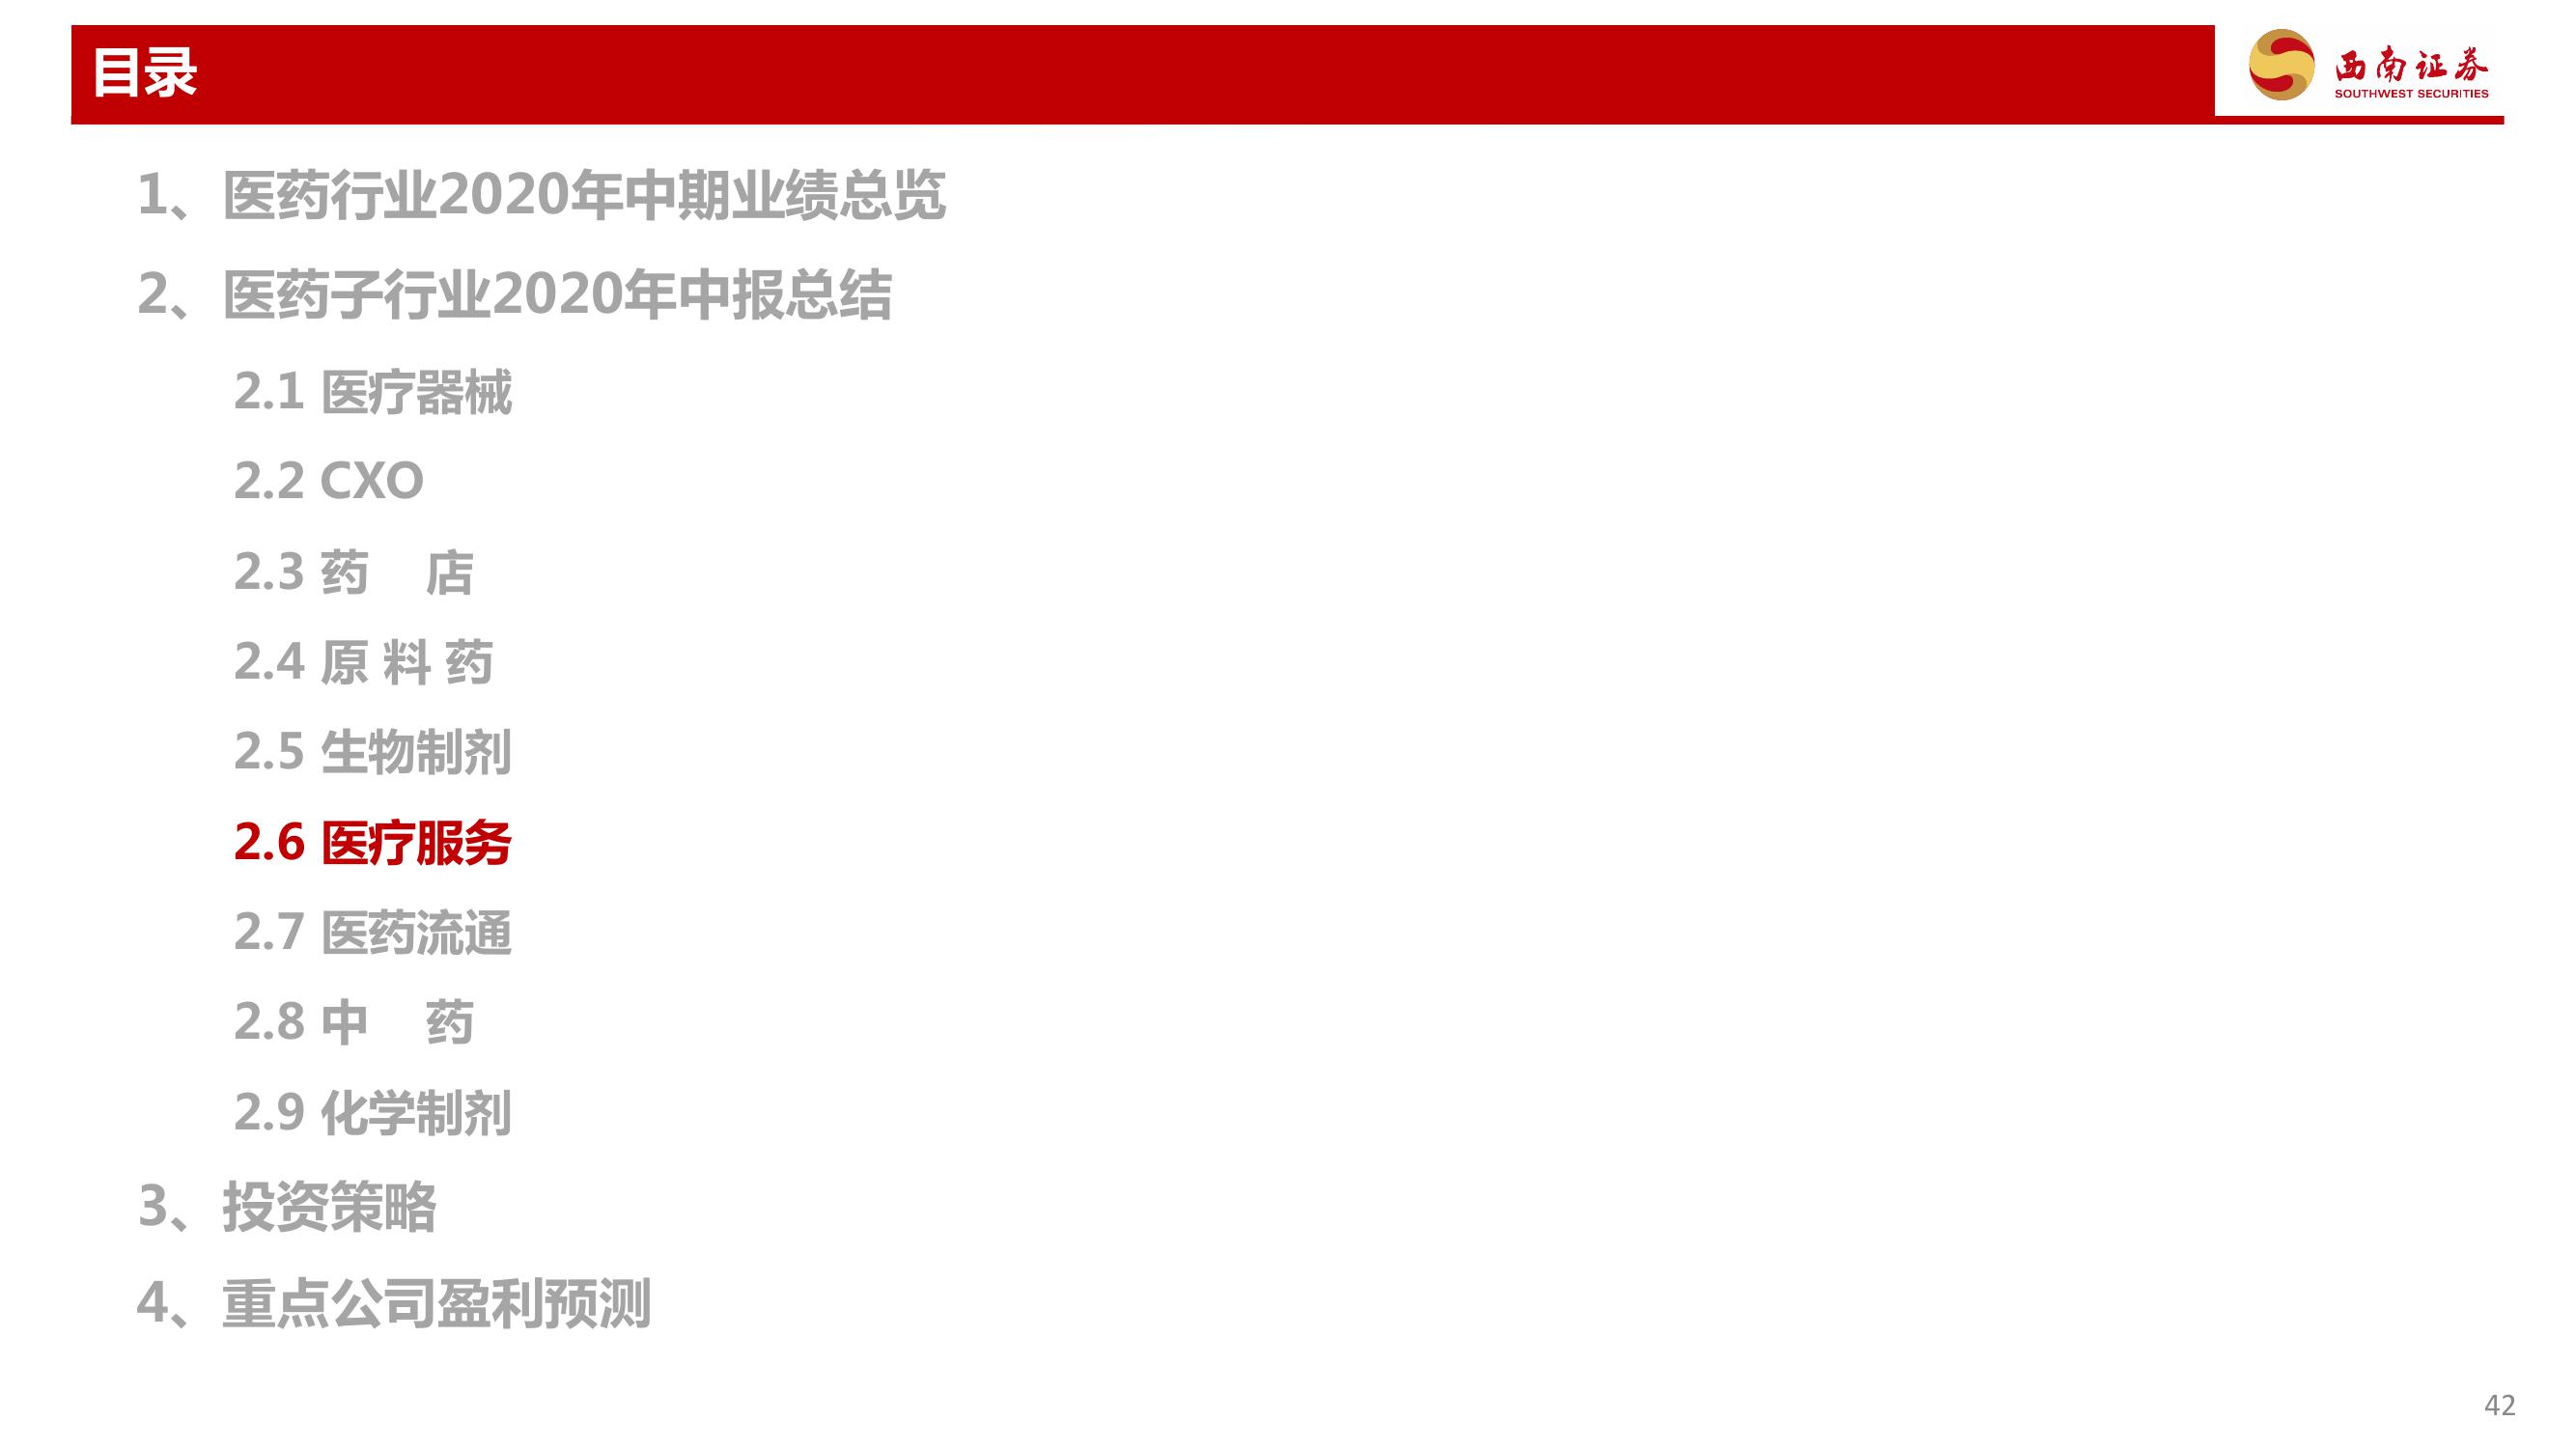 目录
西南证券
SOUTHWEST SECURITIES
1、医药行业2020年中期业绩总览
2、医药子行业2020年中报总结
2.1 医疗器械
2.2 CXO
2.3 药 店
2.4 原 料 药
2.5 生物制剂
2.6 医疗服务
2.7 医药流通
2.8 中 药
2.9 化学制剂
3、投资策略
4、重点公司盈利预测
42